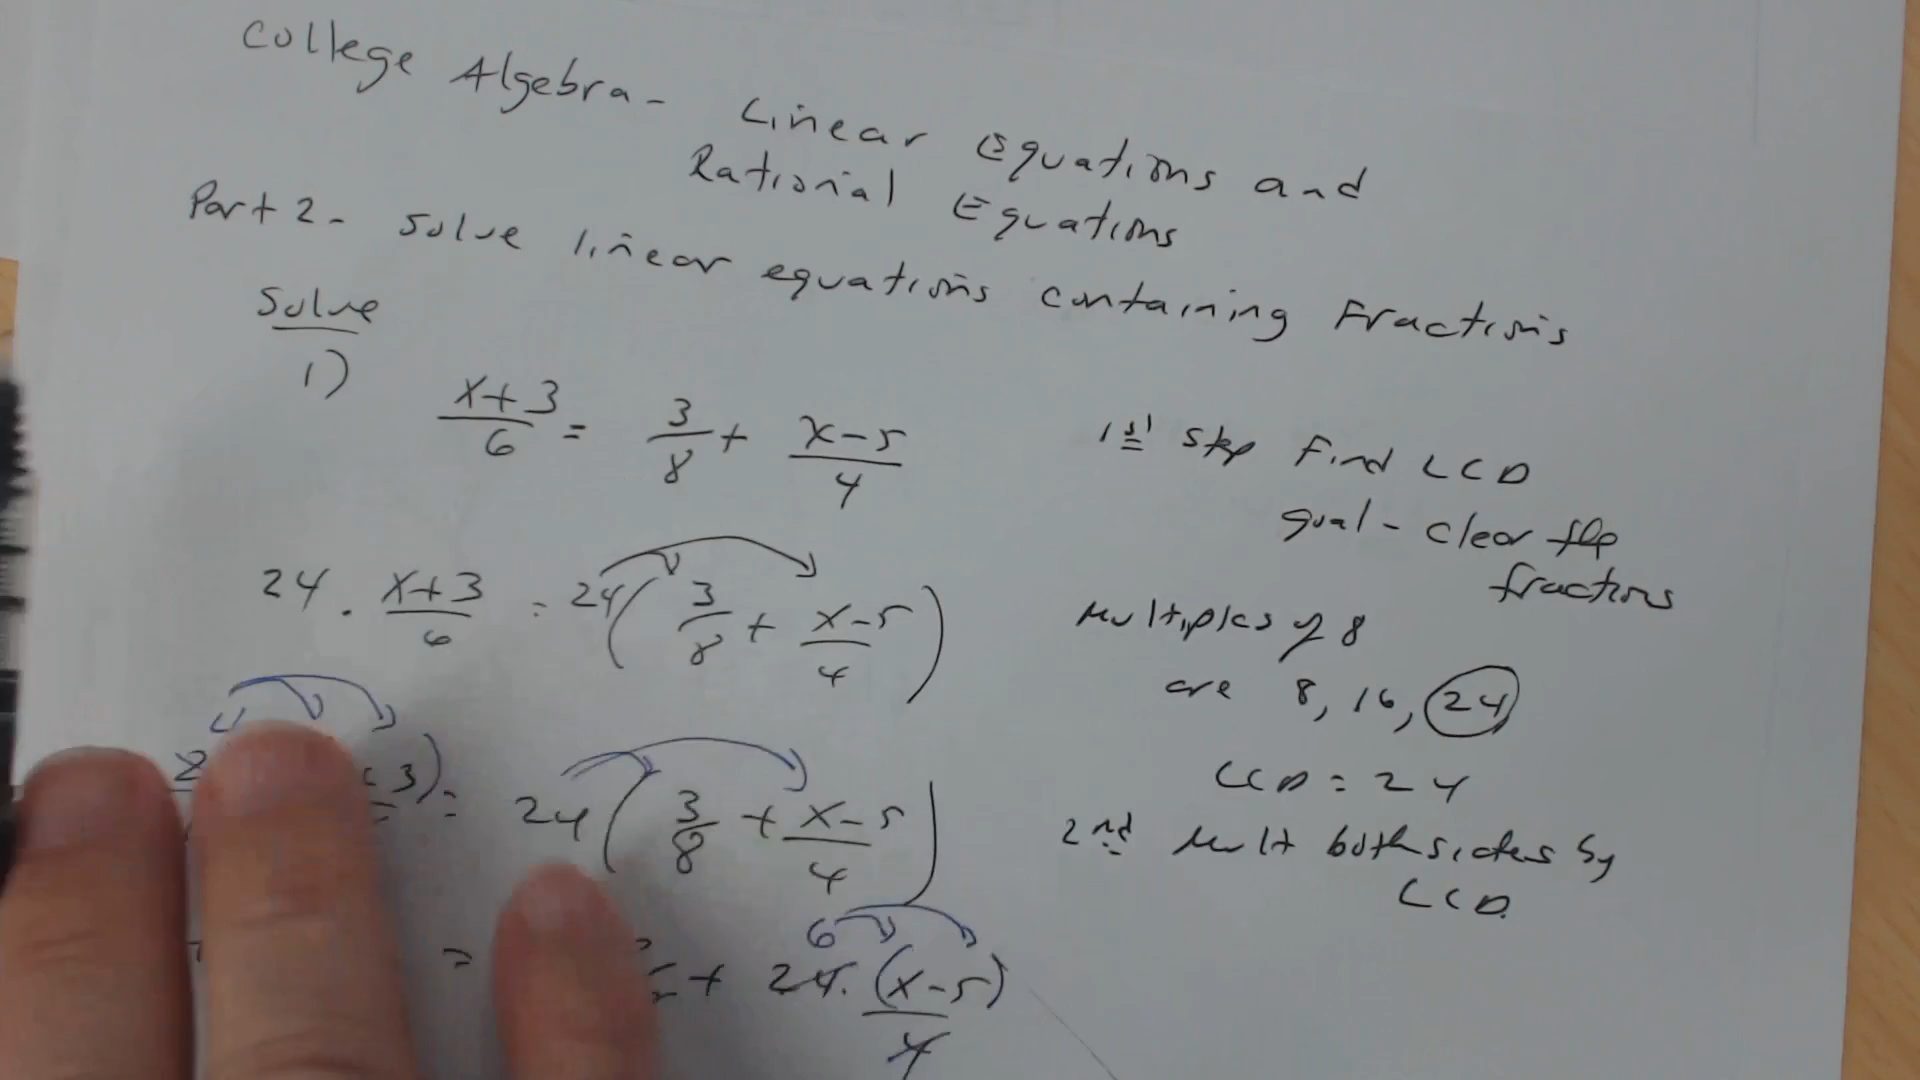 College Algebra - Linear Equations and
Rational Equations
Part 2 - Solve linear equations containing Fractions
Solve
1)
x+3/6 = 3/8 + x-5/4
1st step Find LCD
goal - clear
fractions
24 . x+3/6 = 24(3/8 + x-5/4)
Multiples of 8
are 8, 16, 24
3) = 24(3/8 + x-5/4)
LCD = 24
2nd Mult both sides by
LCD.
= + 24. (x-5)/4
6